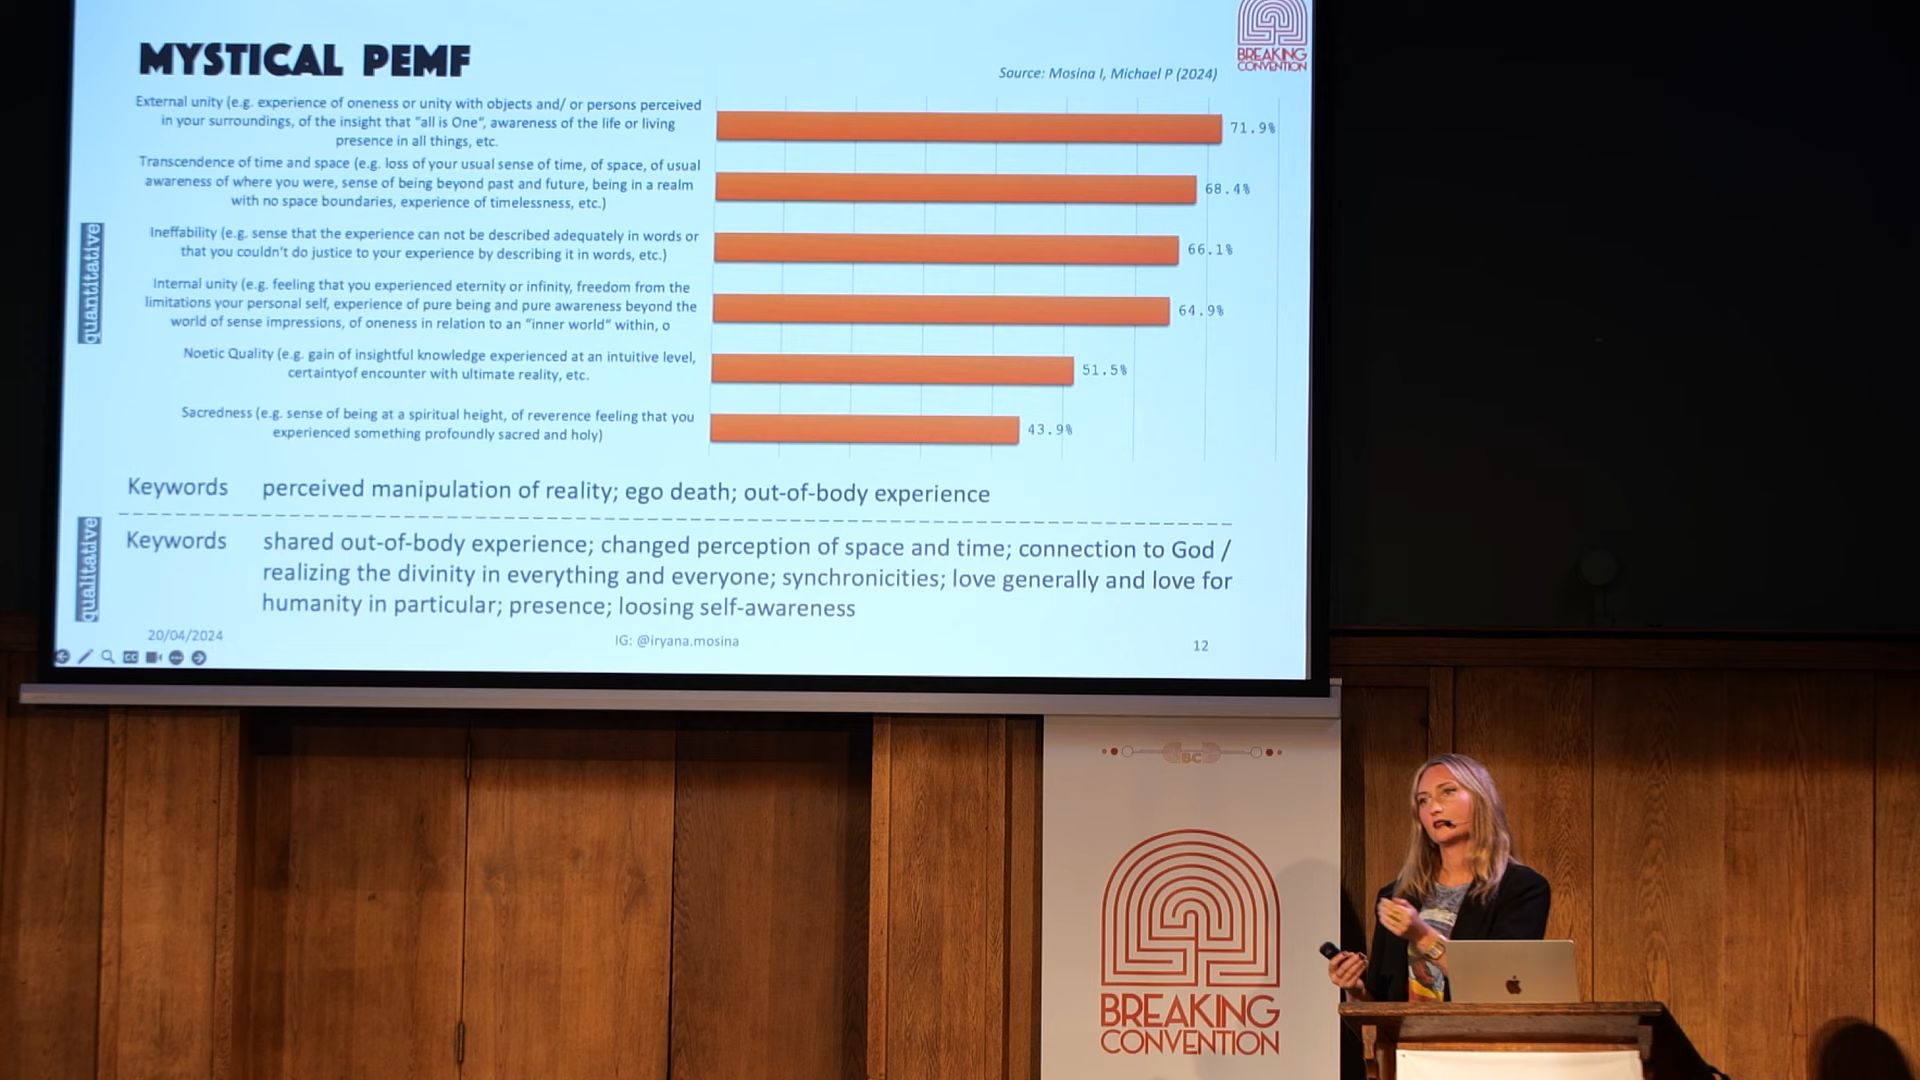 MYSTICAL PEMF
BREAKING
CONVENTION
Source: Mosina I, Michael P (2024)
External unity (e.g. experience of oneness or unity with objects and/ or persons perceived
in your surroundings, of the insight that "all is One", awareness of the life or living
presence in all things, etc.
71.9%
Transcendence of time and space (e.g. loss of your usual sense of time, of space, of usual
awareness of where you were, sense of being beyond past and future, being in a realm
with no space boundaries, experience of timelessness, etc.)
68.4%
quantitative
Ineffability (e.g. sense that the experience can not be described adequately in words or
that you couldn't do justice to your experience by describing it in words, etc.)
66.1%
Internal unity (e.g. feeling that you experienced eternity or infinity, freedom from the
limitations your personal self, experience of pure being and pure awareness beyond the
world of sense impressions, of oneness in relation to an "inner world" within, o
64.9%
Noetic Quality (e.g. gain of insightful knowledge experienced at an intuitive level,
certaintyof encounter with ultimate reality, etc.
51.5%
Sacredness (e.g. sense of being at a spiritual height, of reverence feeling that you
experienced something profoundly sacred and holy)
43.9%
Keywords perceived manipulation of reality; ego death; out-of-body experience
qualitative
Keywords shared out-of-body experience; changed perception of space and time; connection to God /
realizing the divinity in everything and everyone; synchronicities; love generally and love for
humanity in particular; presence; loosing self-awareness
20/04/2024
IG: @iryana.mosina
12
CC
BC
BREAKING
CONVENTION